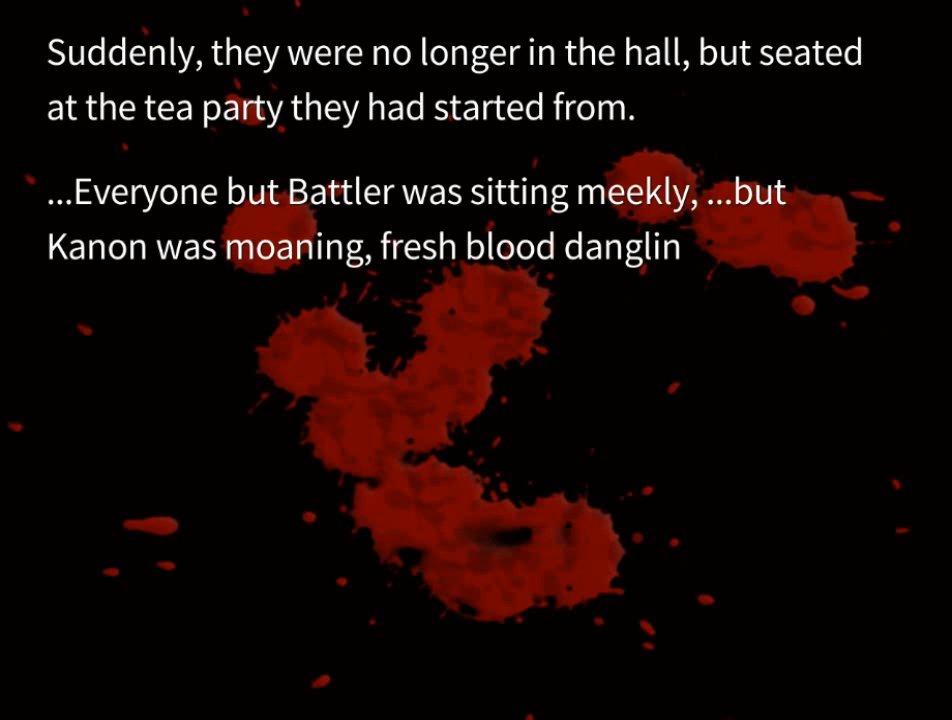 Suddenly, they were no longer in the hall, but seated
at the tea party they had started from.
...Everyone but Battler was sitting meekly, ...but
Kanon was moaning, fresh blood danglin